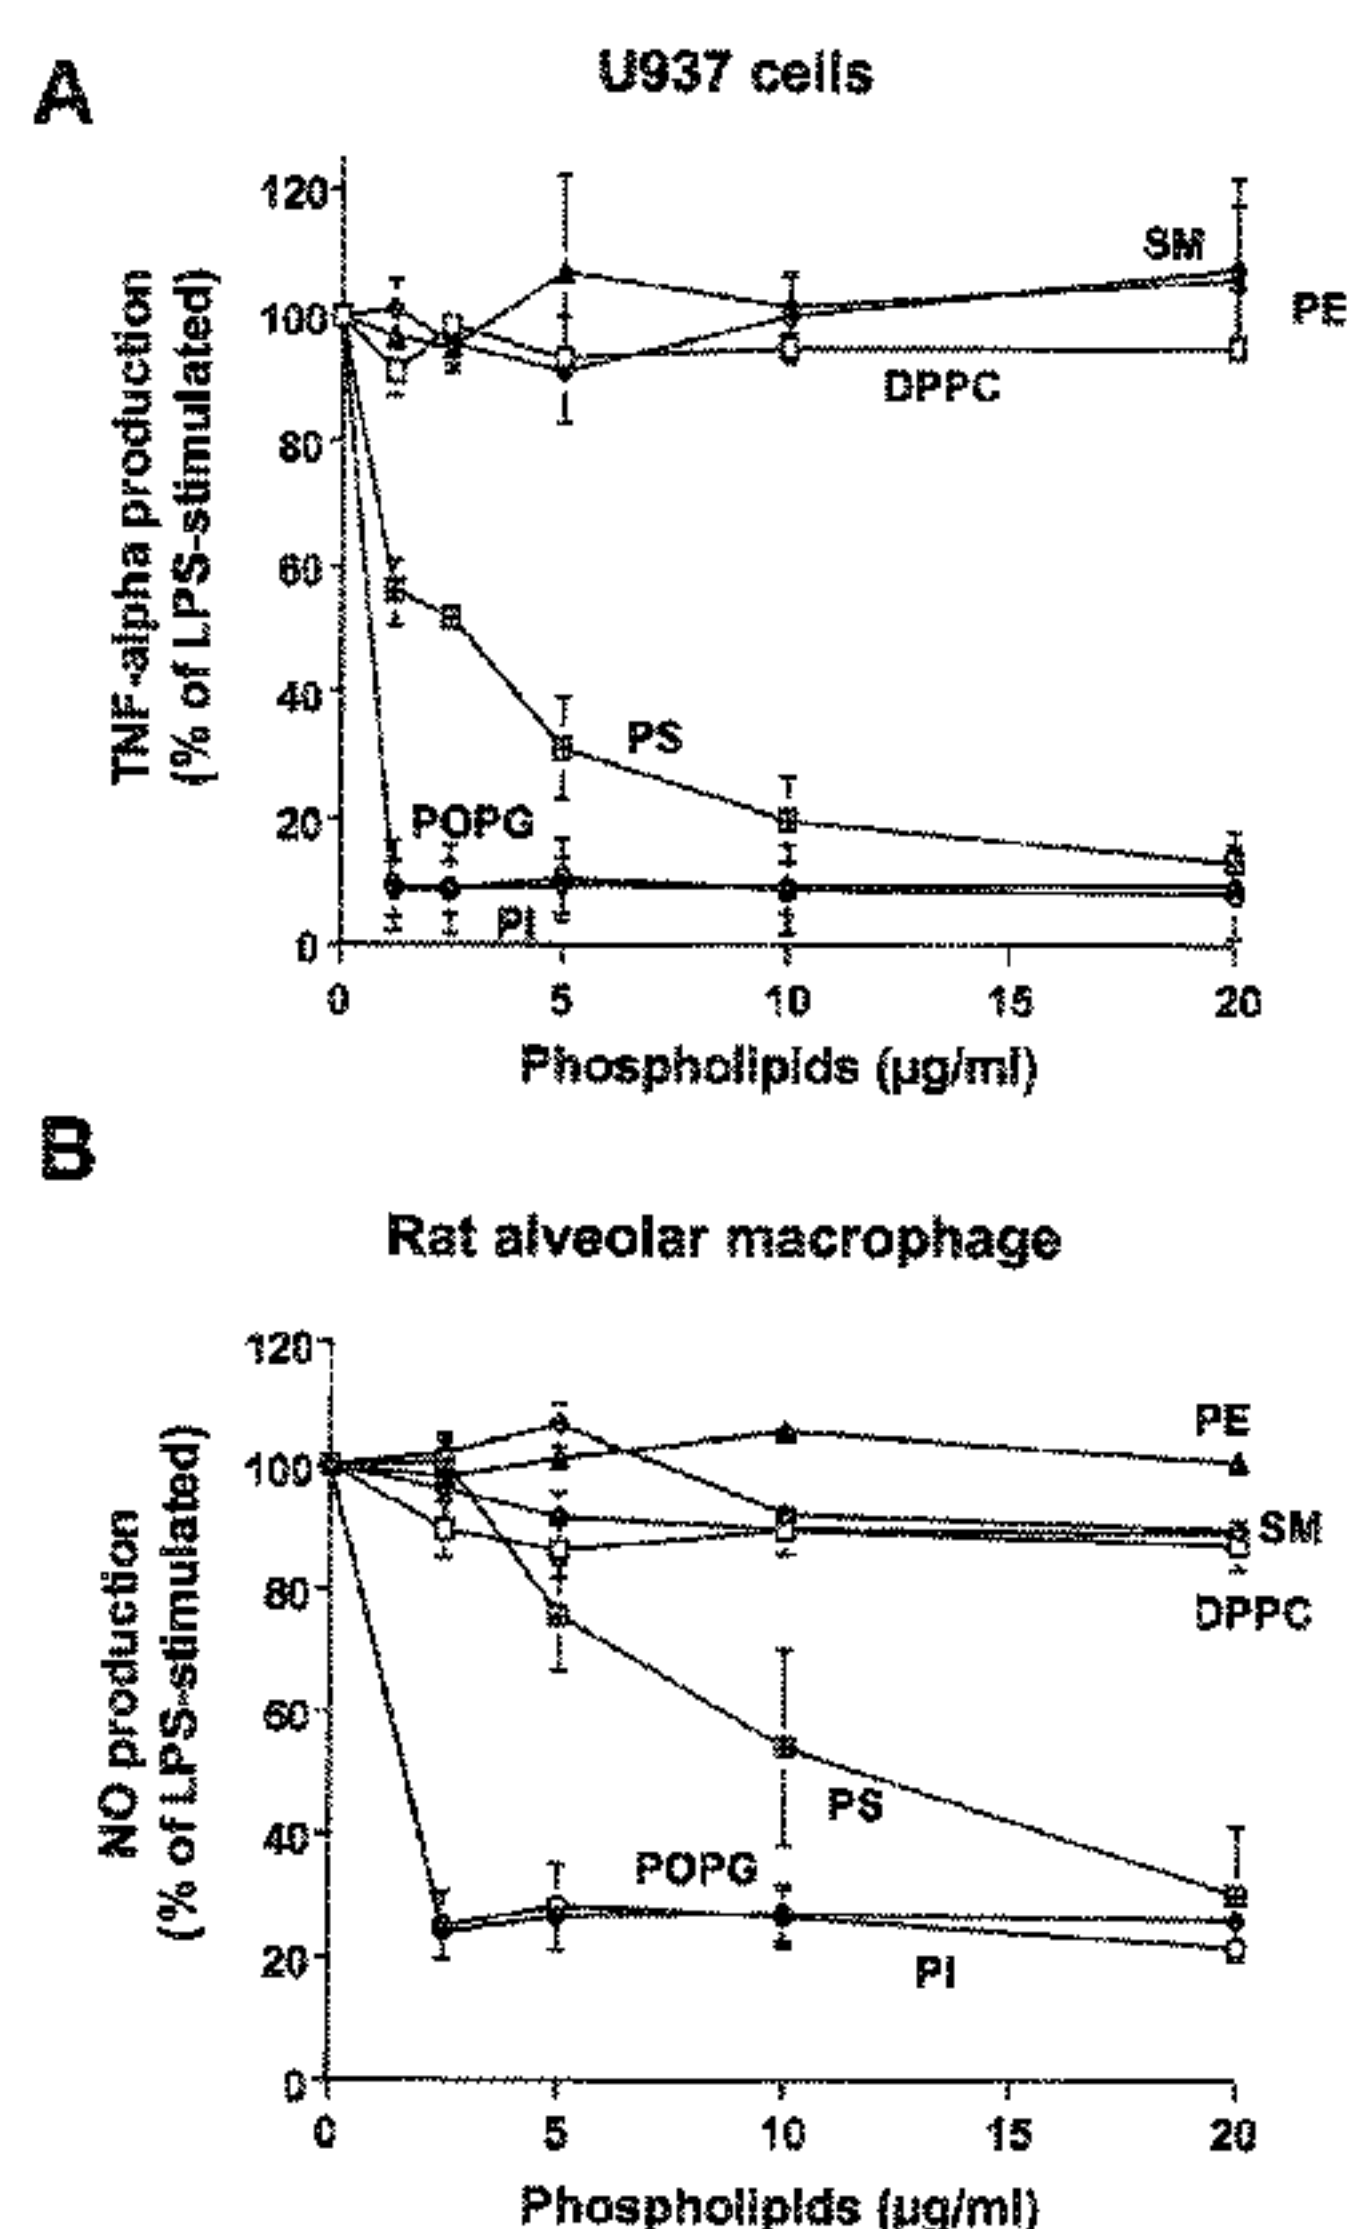 A
U937 cells
TNF-alpha production
(% of LPS-stimulated)
120
100
80
60
40
20
0
SM
PE
DPPC
PS
POPG
PI
0 5 10 15 20
Phospholipids (µg/ml)
B
Rat alveolar macrophage
NO production
(% of LPS-stimulated)
120
100
80
60
40
20
0
PE
SM
DPPC
PS
POPG
PI
0 5 10 15 20
Phospholipids (µg/ml)